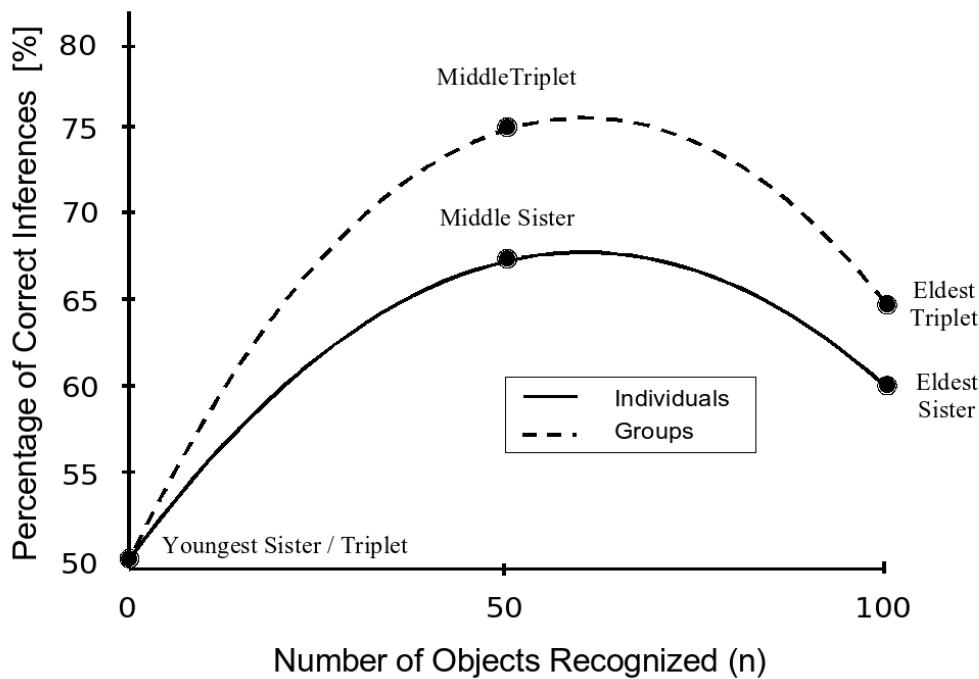 Percentage of Correct Inferences [%]
80
75
70
65
60
55
50
MiddleTriplet
Middle Sister
Eldest
Triplet
Eldest
Sister
Individuals
Groups
Youngest Sister / Triplet
0
50
100
Number of Objects Recognized (n)